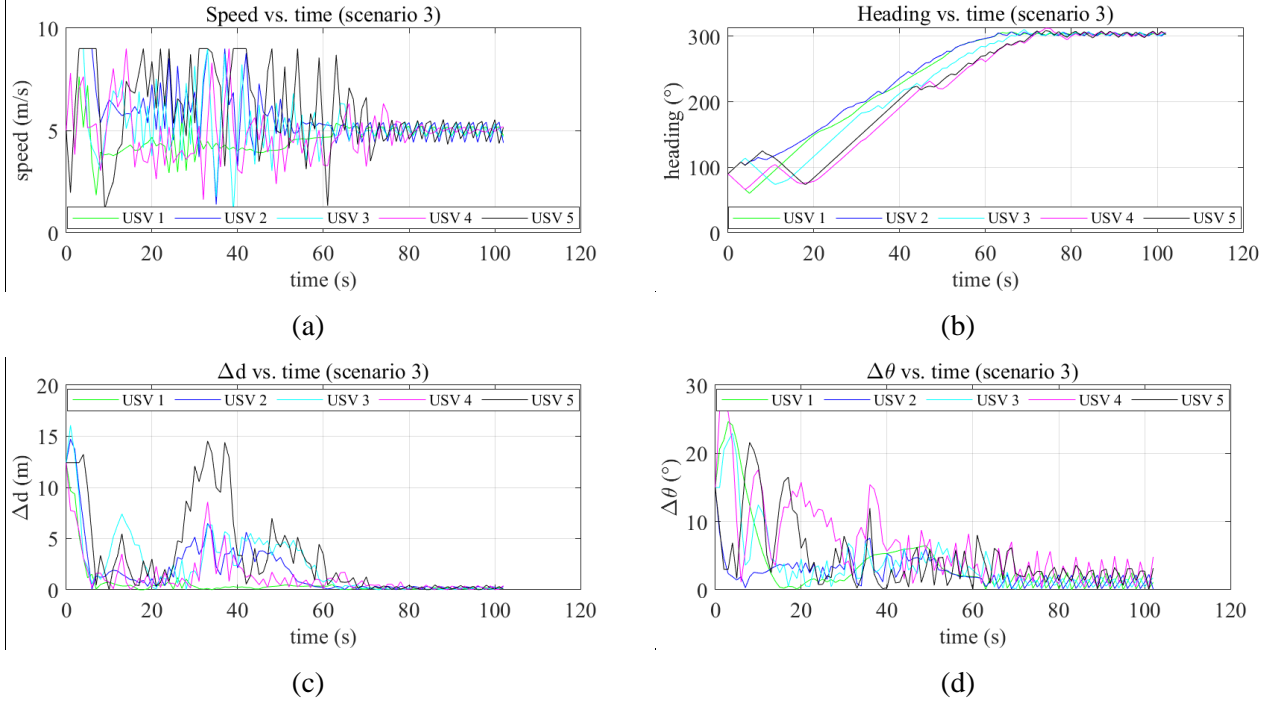 Speed vs. time (scenario 3)
10
5
0
speed (m/s)
USV 1 USV 2 USV 3 USV 4 USV 5
0 20 40 60 80 100 120
time (s)
(a)
Heading vs. time (scenario 3)
300
200
100
0
heading (°)
USV 1 USV 2 USV 3 USV 4 USV 5
0 20 40 60 80 100 120
time (s)
(b)
Δd vs. time (scenario 3)
20
15
10
5
0
Δd (m)
USV 1 USV 2 USV 3 USV 4 USV 5
0 20 40 60 80 100 120
time (s)
(c)
Δθ vs. time (scenario 3)
30
20
10
0
Δθ (°)
USV 1 USV 2 USV 3 USV 4 USV 5
0 20 40 60 80 100 120
time (s)
(d)